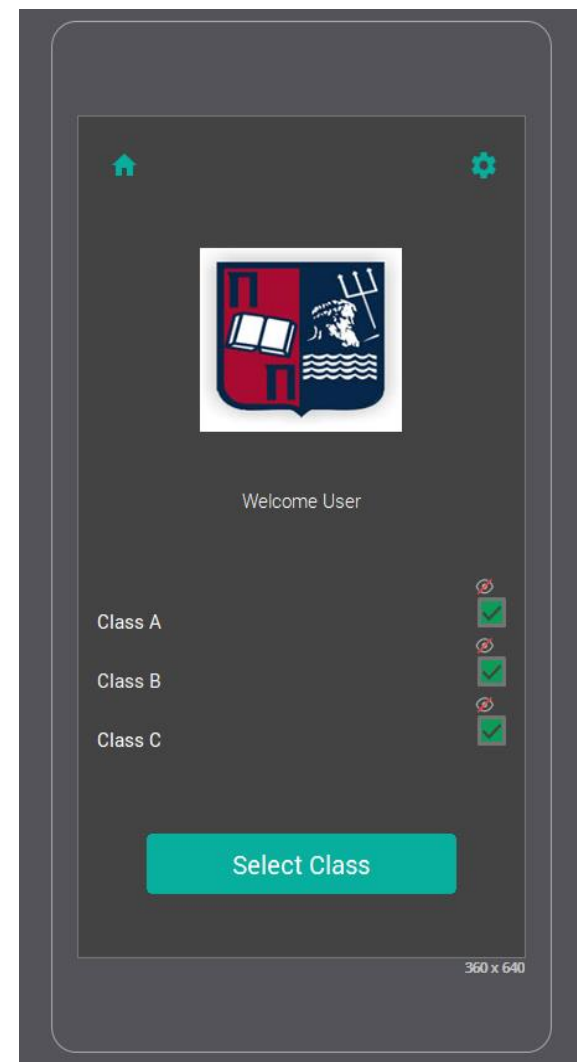 Π
Π
Welcome User
Class A
Class B
Class C
Select Class
360 x 640